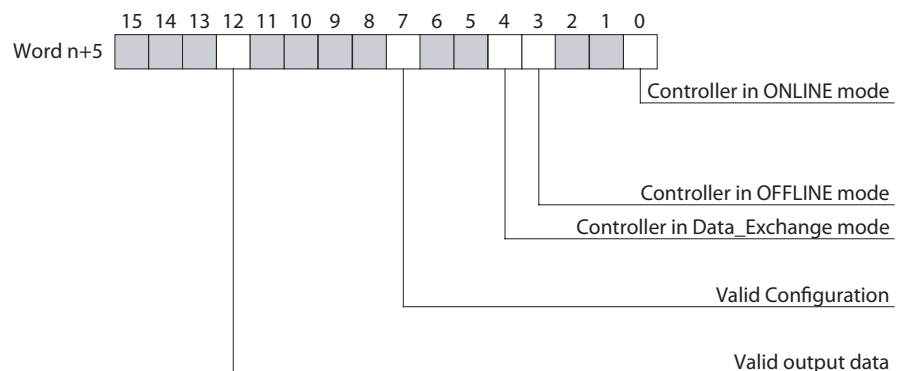 15 14 13 12 11 10 9 8 7 6 5 4 3 2 1 0
Word n+5
Controller in ONLINE mode
Controller in OFFLINE mode
Controller in Data_Exchange mode
Valid Configuration
Valid output data